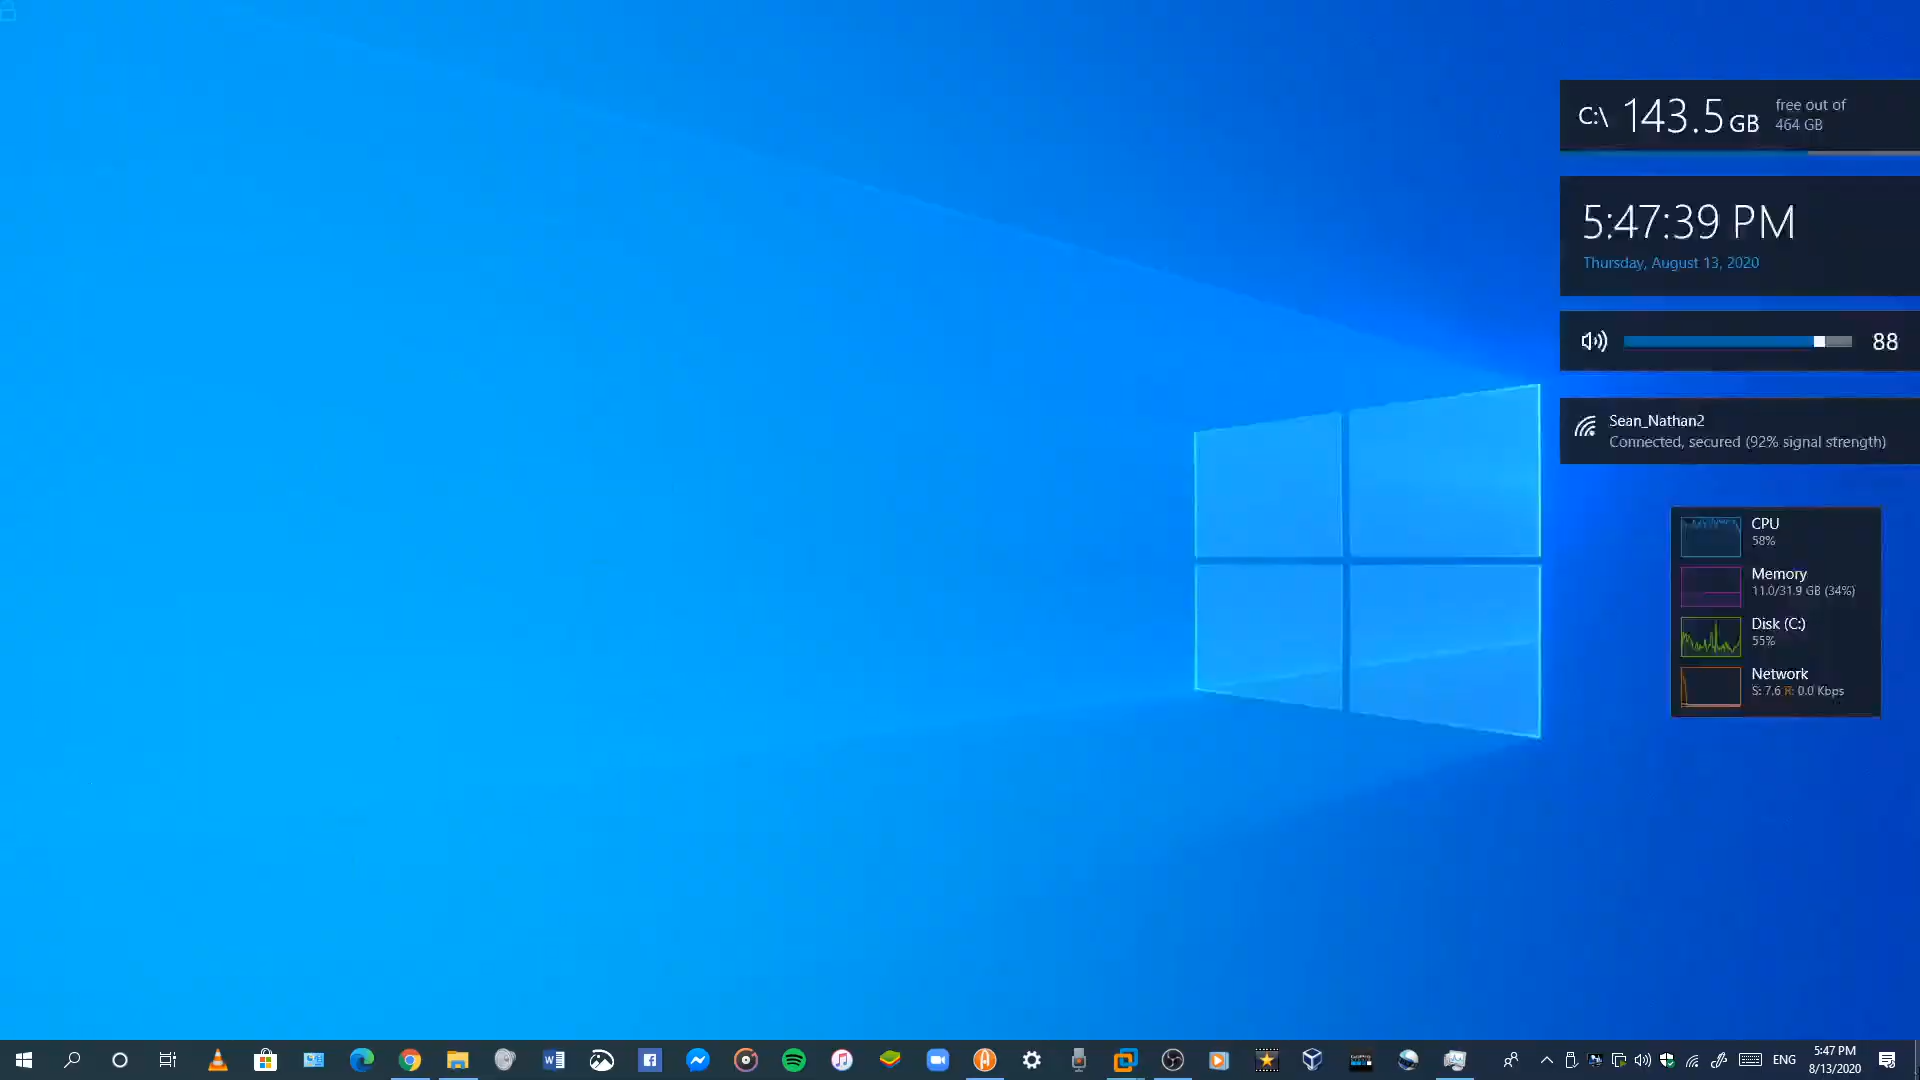 C:\ 143.5 GB free out of
464 GB
5:47:39 PM
Thursday, August 13, 2020
88
Sean_Nathan2
Connected, secured (92% signal strength)
CPU
58%
Memory
11.0/31.9 GB (34%)
Disk (C:)
55%
Network
S: 7.6 R: 0.0 Kbps
ENG
5:47 PM
8/13/2020